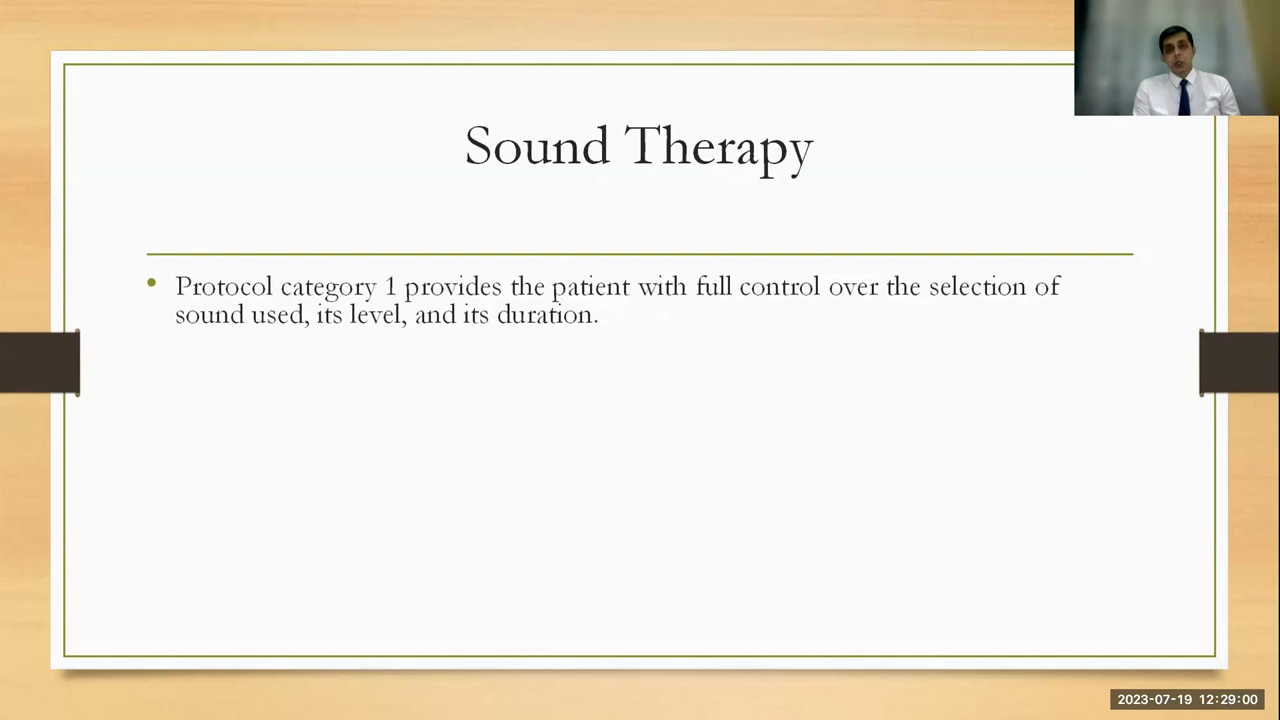 Sound Therapy
• Protocol category 1 provides the patient with full control over the selection of
sound used, its level, and its duration.
2023-07-19 12:29:00